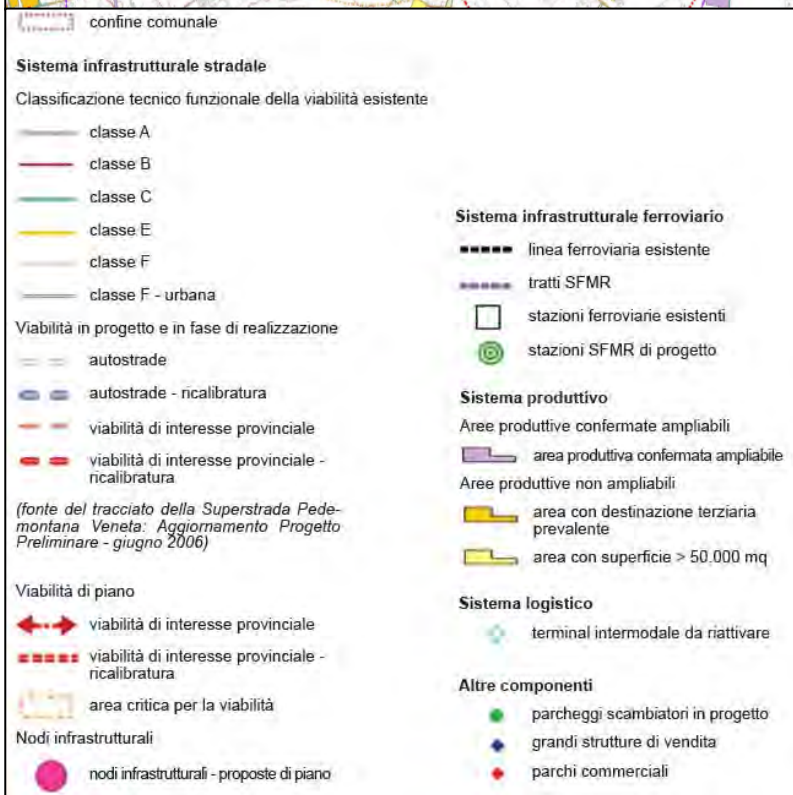 confine comunale
Sistema infrastrutturale stradale
Classificazione tecnico funzionale della viabilità esistente
classe A
classe B
classe C
classe E
classe F
classe F - urbana
Viabilità in progetto e in fase di realizzazione
autostrade
autostrade - ricalibratura
viabilità di interesse provinciale
viabilità di interesse provinciale -
ricalibratura
(fonte del tracciato della Superstrada Pede-
montana Veneta: Aggiornamento Progetto
Preliminare - giugno 2006)
Viabilità di piano
viabilità di interesse provinciale
viabilità di interesse provinciale -
ricalibratura
area critica per la viabilità
Nodi infrastrutturali
nodi infrastrutturali - proposte di piano
Sistema infrastrutturale ferroviario
linea ferroviaria esistente
tratti SFMR
stazioni ferroviarie esistenti
stazioni SFMR di progetto
Sistema produttivo
Aree produttive confermate ampliabili
area produttiva confermata ampliabile
Aree produttive non ampliabili
area con destinazione terziaria
prevalente
area con superficie > 50.000 mq
Sistema logistico
terminal intermodale da riattivare
Altre componenti
parcheggi scambiatori in progetto
grandi strutture di vendita
parchi commerciali